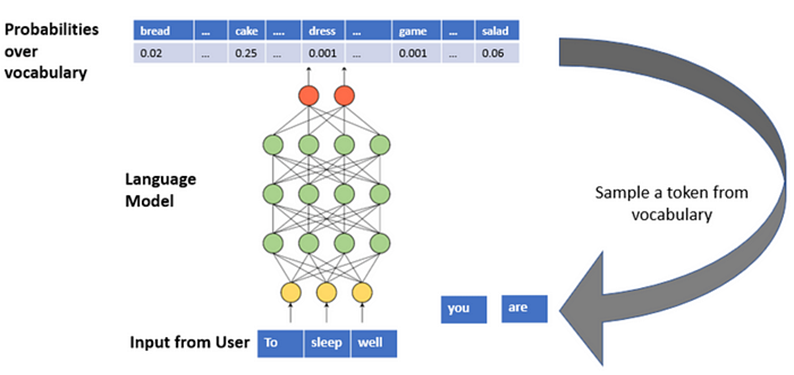 Probabilities
over
vocabulary
bread ... cake .... dress ... game ... salad
0.02 ... 0.25 ... 0.001 ... 0.001 ... 0.06
Language
Model
Sample a token from
vocabulary
you are
Input from User To sleep well